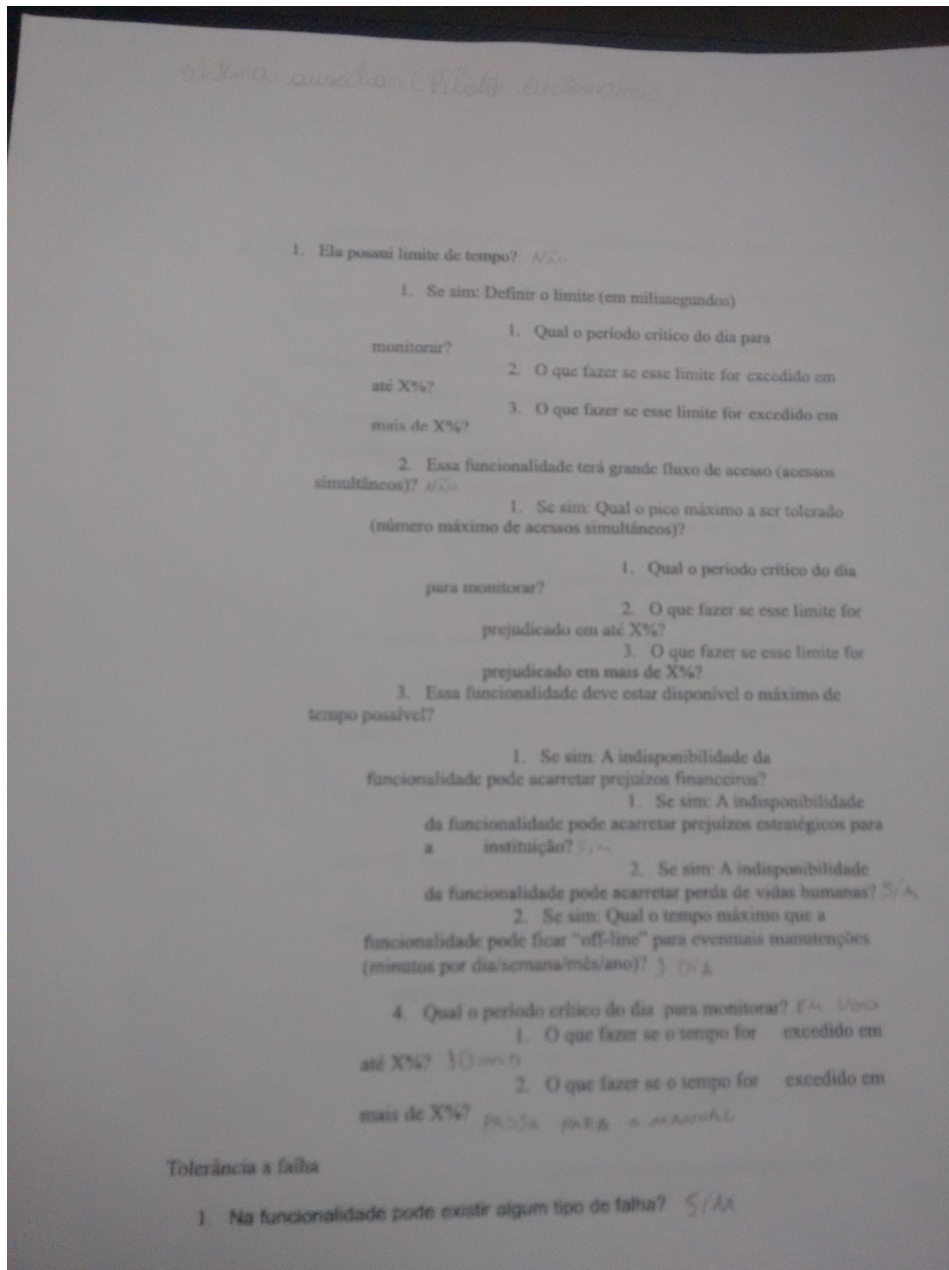 sistema auxiliar (Piloto automatico)
1. Ela possui limite de tempo? Não
1. Se sim: Definir o limite (em milissegundos)
1. Qual o período crítico do dia para
monitorar?
2. O que fazer se esse limite for excedido em
até X%?
3. O que fazer se esse limite for excedido em
mais de X%?
2. Essa funcionalidade terá grande fluxo de acesso (acessos
simultâneos)? Não
1. Se sim: Qual o pico máximo a ser tolerado
(número máximo de acessos simultâneos)?
1. Qual o período crítico do dia
para monitorar?
2. O que fazer se esse limite for
prejudicado em até X%?
3. O que fazer se esse limite for
prejudicado em mais de X%?
3. Essa funcionalidade deve estar disponível o máximo de
tempo possível?
1. Se sim: A indisponibilidade da
funcionalidade pode acarretar prejuízos financeiros?
1. Se sim: A indisponibilidade
da funcionalidade pode acarretar prejuízos estratégicos para
a instituição? SIM
2. Se sim: A indisponibilidade
da funcionalidade pode acarretar perda de vidas humanas? SIM
2. Se sim: Qual o tempo máximo que a
funcionalidade pode ficar "off-line" para eventuais manutenções
(minutos por dia/semana/mês/ano)? DIA
4. Qual o período crítico do dia para monitorar? EM VOO
1. O que fazer se o tempo for excedido em
até X%?
2. O que fazer se o tempo for excedido em
mais de X%? PASSA PARA o MANUAL
Tolerância a falha
1. Na funcionalidade pode existir algum tipo de falha? SIM